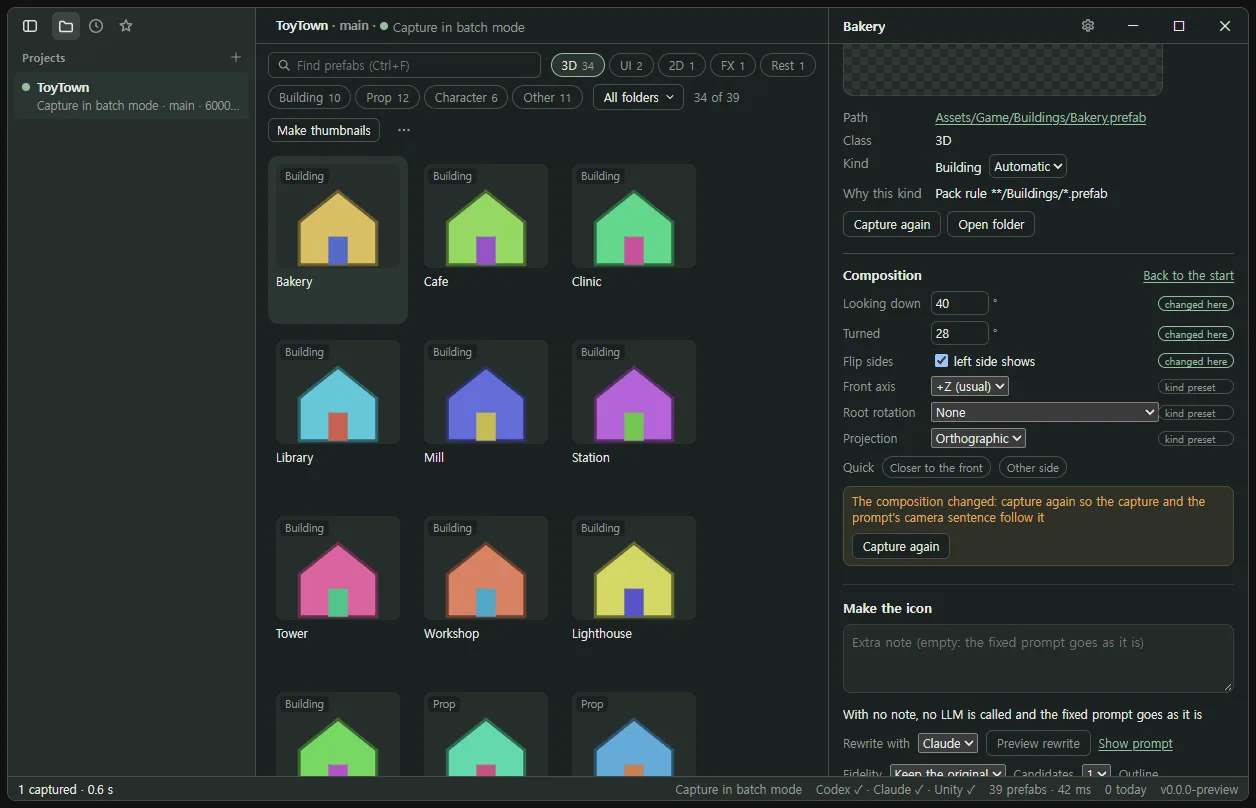 ToyTown · main · Capture in batch mode
Bakery
Projects +
ToyTown
Capture in batch mode · main · 6000...
Find prefabs (Ctrl+F)
3D 34
UI 2
2D 1
FX 1
Rest 1
Building 10
Prop 12
Character 6
Other 11
All folders
34 of 39
Make thumbnails
...
Building
Bakery
Building
Cafe
Building
Clinic
Building
Library
Building
Mill
Building
Station
Building
Tower
Building
Workshop
Building
Lighthouse
Building
Prop
Prop
Path Assets/Game/Buildings/Bakery.prefab
Class 3D
Kind Building Automatic
Why this kind Pack rule **/Buildings/*.prefab
Capture again Open folder
Composition Back to the start
Looking down 40 ° changed here
Turned 28 ° changed here
Flip sides left side shows changed here
Front axis +Z (usual) kind preset
Root rotation None kind preset
Projection Orthographic kind preset
Quick Closer to the front Other side
The composition changed: capture again so the capture and the
prompt's camera sentence follow it
Capture again
Make the icon
Extra note (empty: the fixed prompt goes as it is)
With no note, no LLM is called and the fixed prompt goes as it is
Rewrite with Claude Preview rewrite Show prompt
Fidelity Keep the original Candidates 1 Outline
1 captured · 0.6 s
Capture in batch mode Codex ✓ · Claude ✓ · Unity ✓ 39 prefabs · 42 ms 0 today v0.0.0-preview